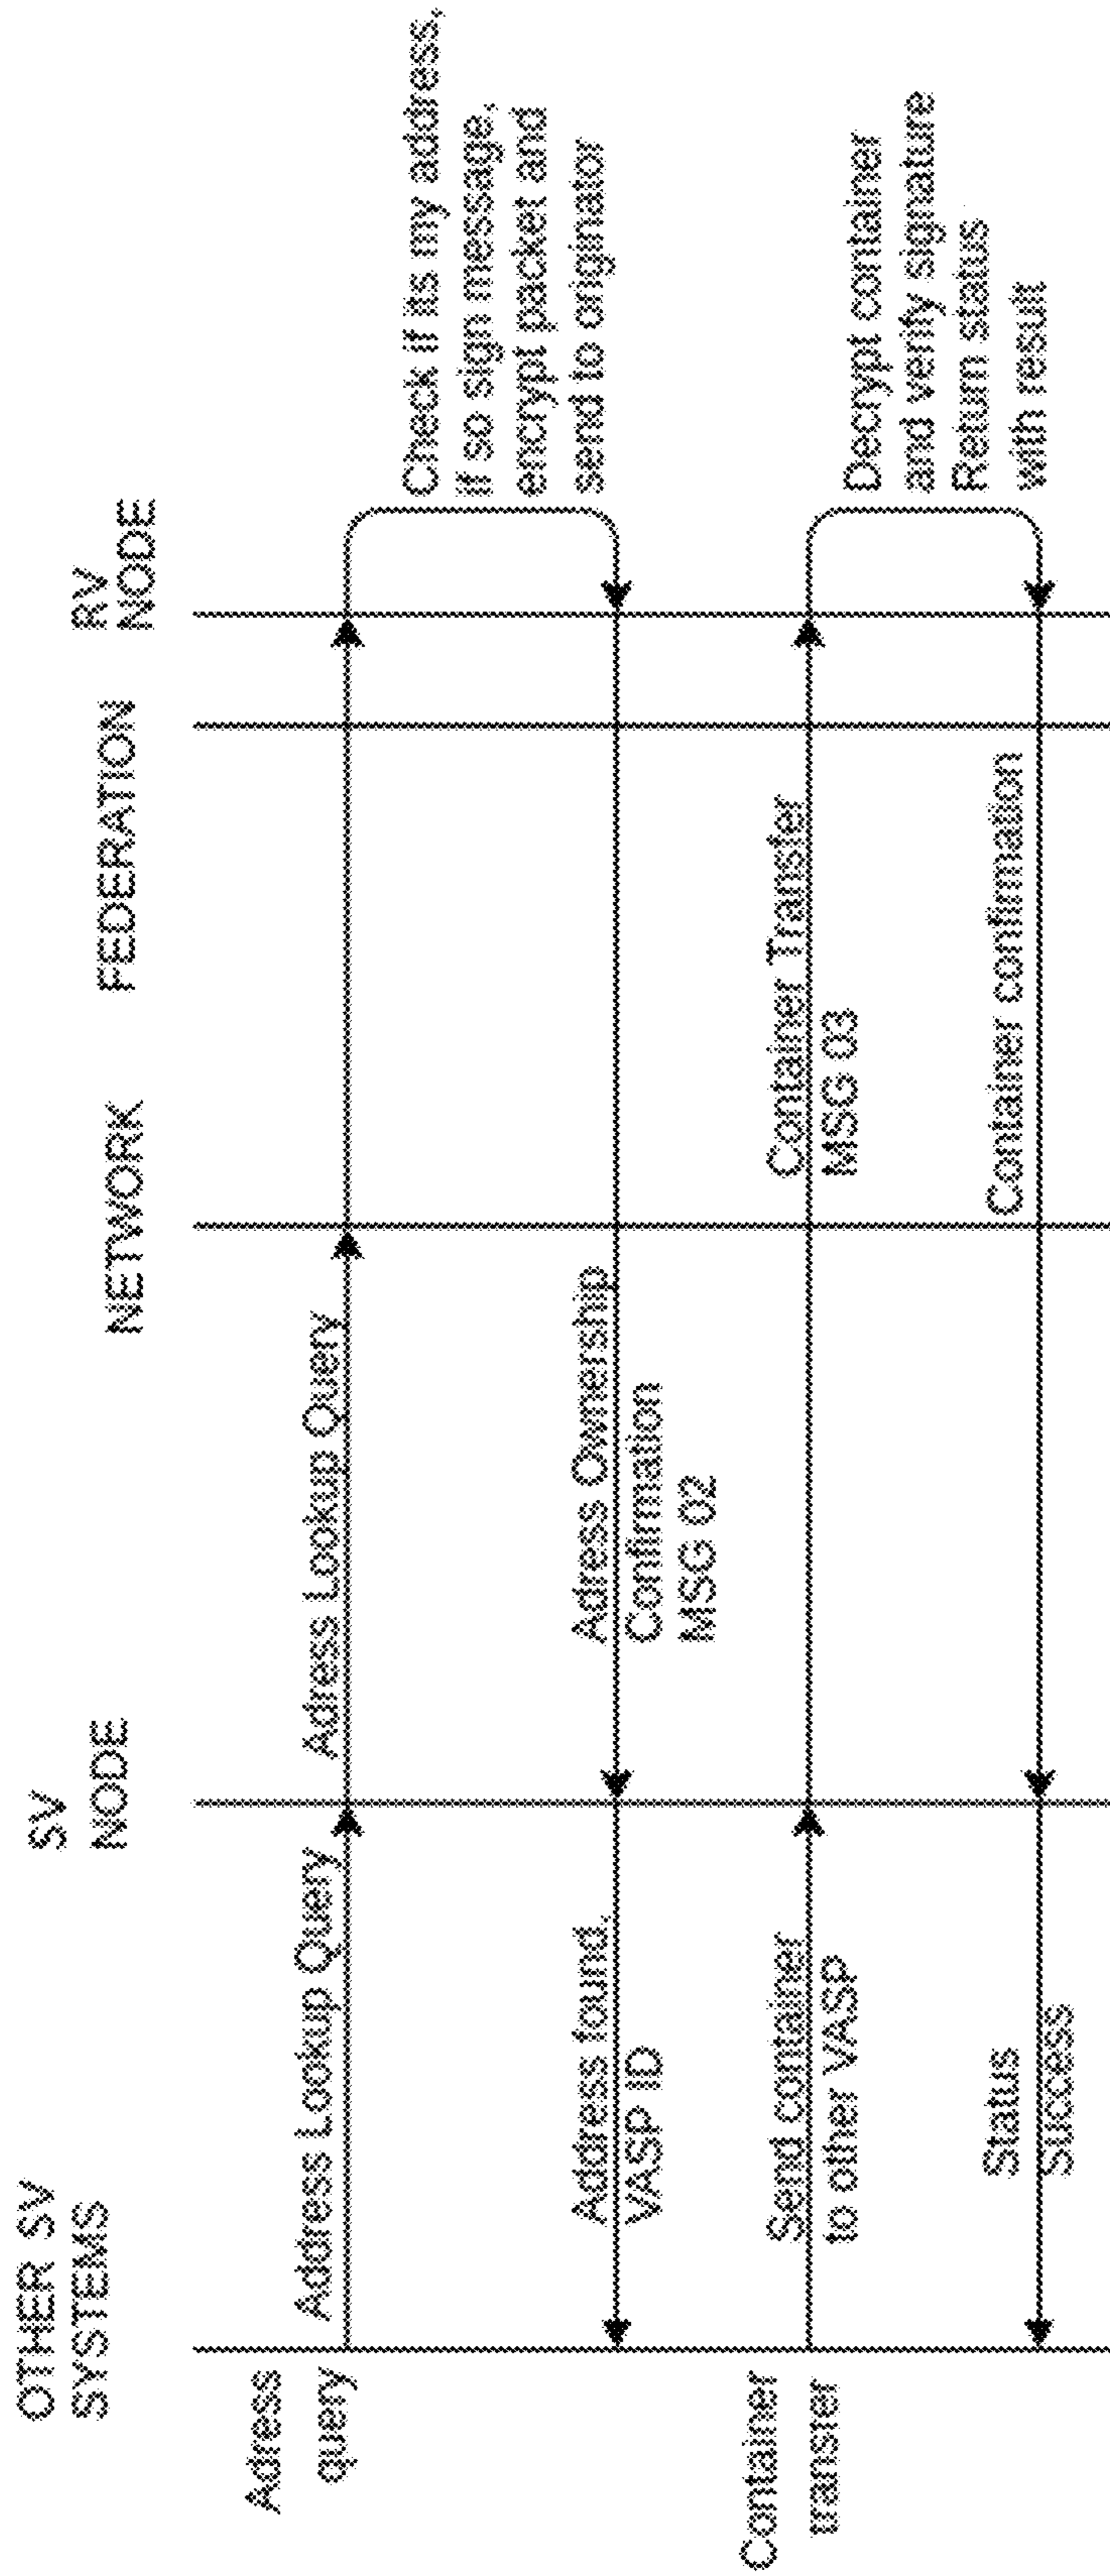 OTHER SV
SYSTEMS
SV
NODE
NETWORK
FEDERATION
RV
NODE
Adress
query
Address Lookup Query
Adress Lookup Query
Check if its my address,
if so sign message,
encrypt packet and
send to originator
Address found,
VASP ID
Adress Ownership
Confirmation
MSG 02
Container
transfer
Send container
to other VASP
Container Transfer
MSG 03
Decrypt container
and verify signature
Return status
with result
Status
Success
Container confirmation